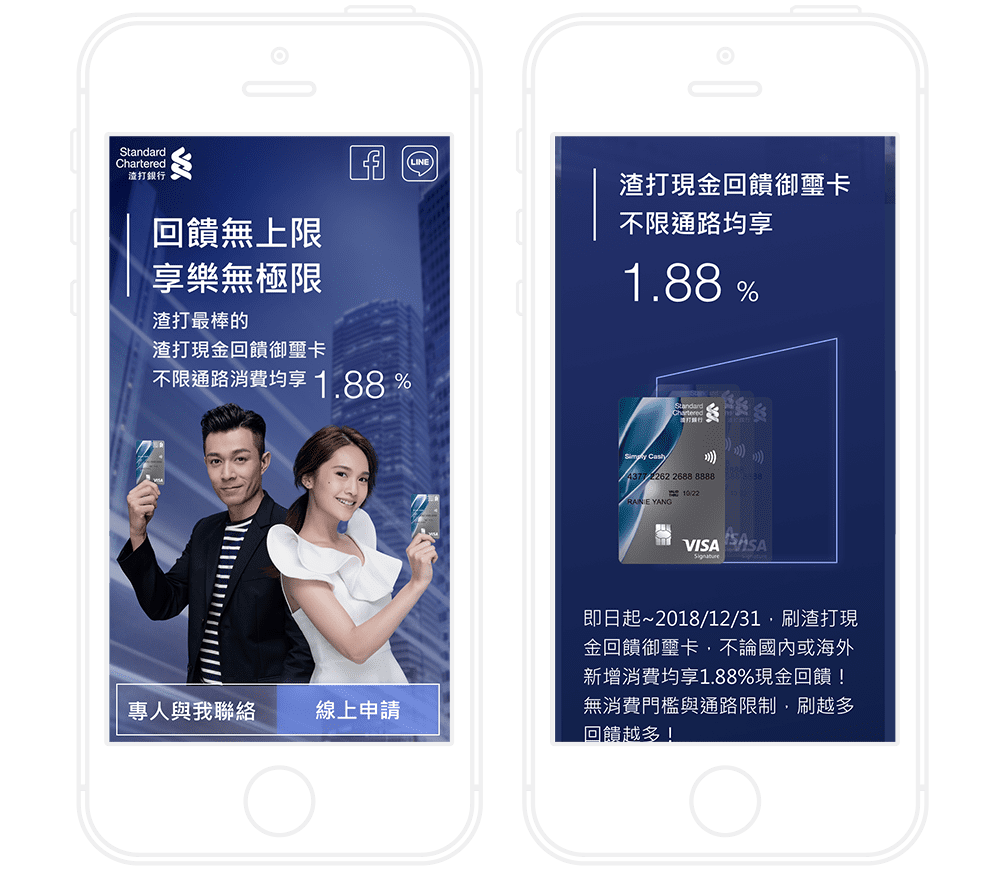 Standard
Chartered
渣打銀行
LINE
回饋無上限
享樂無極限
渣打最棒的
渣打現金回饋御璽卡
不限通路消費均享 1.88 %
VISA
專人與我聯絡
線上申請
渣打現金回饋御璽卡
不限通路均享
1.88 %
Standard
Chartered
渣打銀行
Simply Cash
4377 2262 2688 8888
10/22
RAINIE YANG
VISA
Signature
即日起~2018/12/31，刷渣打現
金回饋御璽卡，不論國內或海外
新增消費均享1.88%現金回饋！
無消費門檻與通路限制，刷越多
回饋越多！